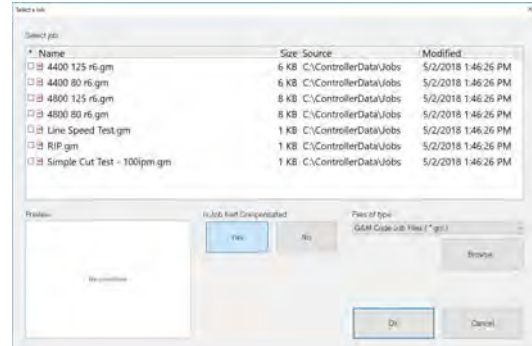 Select a Job
Select job
* Name Size Source Modified
4400 125 r6.gm 6 KB C:\ControllerData\Jobs 5/2/2018 1:46:26 PM
4400 80 r6.gm 6 KB C:\ControllerData\Jobs 5/2/2018 1:46:26 PM
4800 125 r6.gm 8 KB C:\ControllerData\Jobs 5/2/2018 1:46:26 PM
4800 80 r6.gm 8 KB C:\ControllerData\Jobs 5/2/2018 1:46:26 PM
Line Speed Test.gm 1 KB C:\ControllerData\Jobs 5/2/2018 1:46:26 PM
RIP.gm 1 KB C:\ControllerData\Jobs 5/2/2018 1:46:26 PM
Simple Cut Test - 100ipm.gm 1 KB C:\ControllerData\Jobs 5/2/2018 1:46:26 PM
Preview Is Job Kerf Compensated Files of type
Yes No G&M Code Job Files (*.gm)
Browse
Ok Cancel